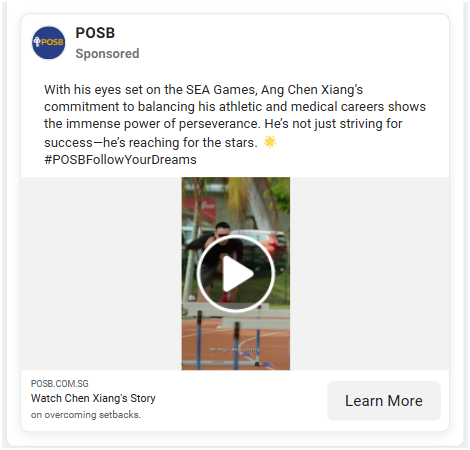 POSB
POSB
Sponsored
With his eyes set on the SEA Games, Ang Chen Xiang's
commitment to balancing his athletic and medical careers shows
the immense power of perseverance. He's not just striving for
success—he's reaching for the stars. 🌟
#POSBFollowYourDreams
POSB.COM.SG
Watch Chen Xiang's Story
on overcoming setbacks.
Learn More